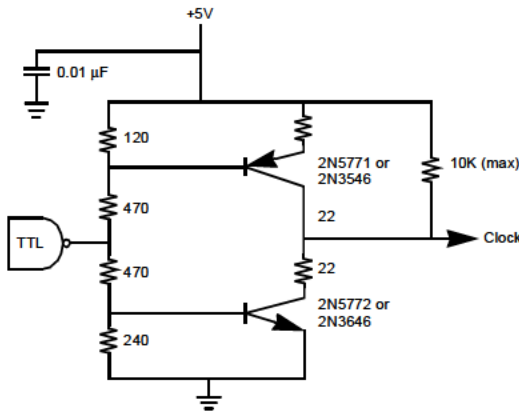 +5V
0.01 µF
120
2N5771 or
2N3546
10K (max)
470
22
TTL
Clock
470
22
2N5772 or
2N3646
240